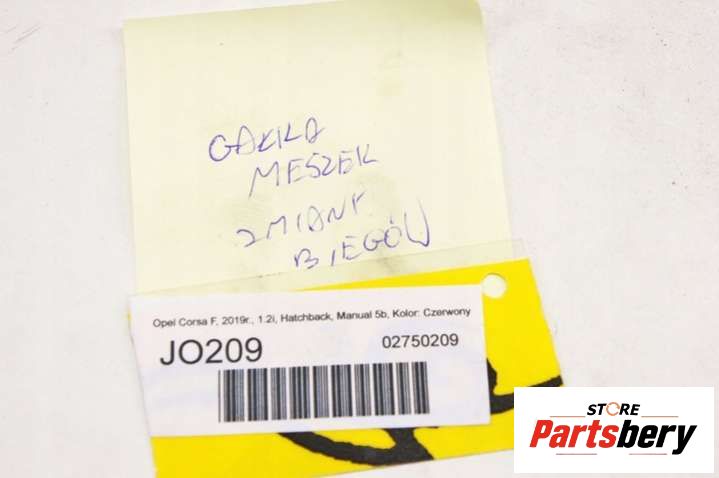 GAŁKA
MESZEK
ZMIANY
BIEGÓW
Opel Corsa F, 2019r., 1.2i, Hatchback, Manual 5b, Kolor: Czerwony
JO209
02750209
STORE
Partsbery